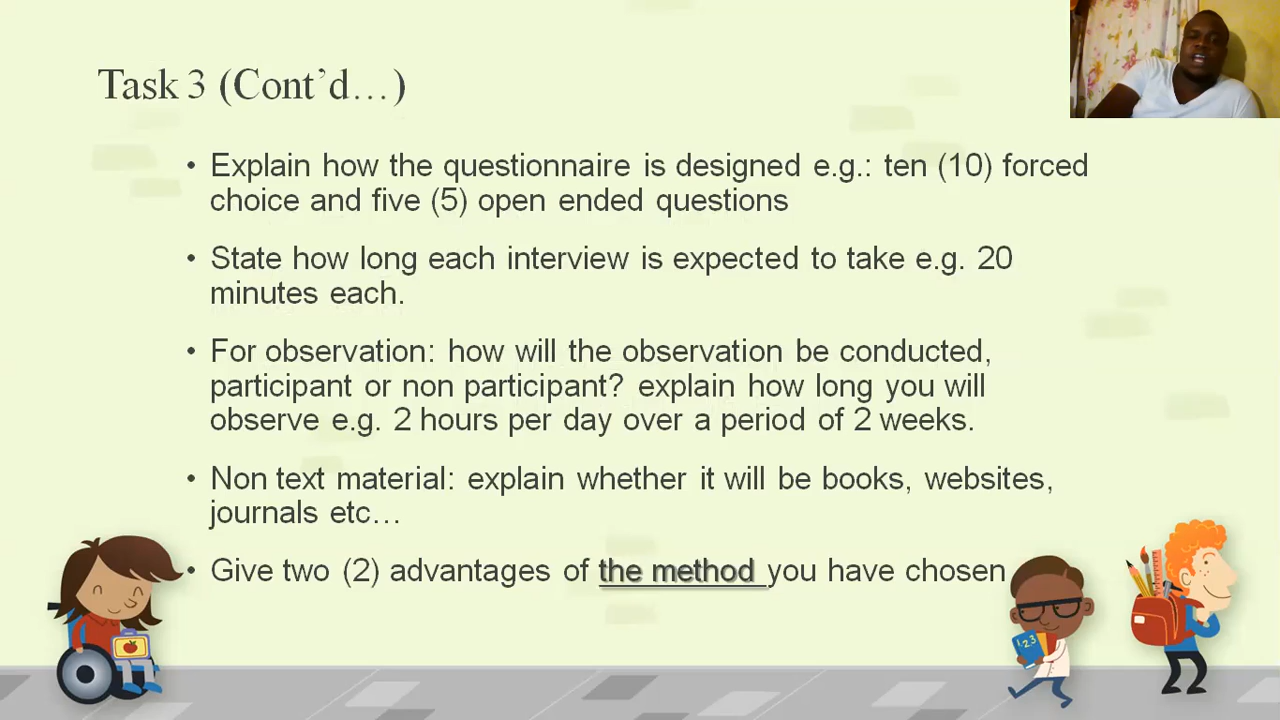 Task 3 (Cont’d…)
• Explain how the questionnaire is designed e.g.: ten (10) forced
choice and five (5) open ended questions
• State how long each interview is expected to take e.g. 20
minutes each.
• For observation: how will the observation be conducted,
participant or non participant? explain how long you will
observe e.g. 2 hours per day over a period of 2 weeks.
• Non text material: explain whether it will be books, websites,
journals etc…
• Give two (2) advantages of the method you have chosen
1 2 3